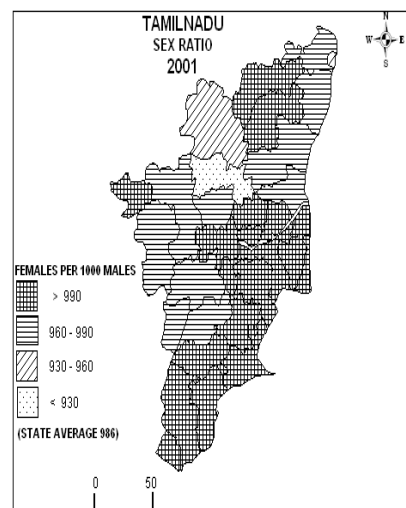 TAMILNADU
SEX RATIO
2001
N
W E
S
FEMALES PER 1000 MALES
> 990
960 - 990
930 - 960
< 930
(STATE AVERAGE 986)
0 50